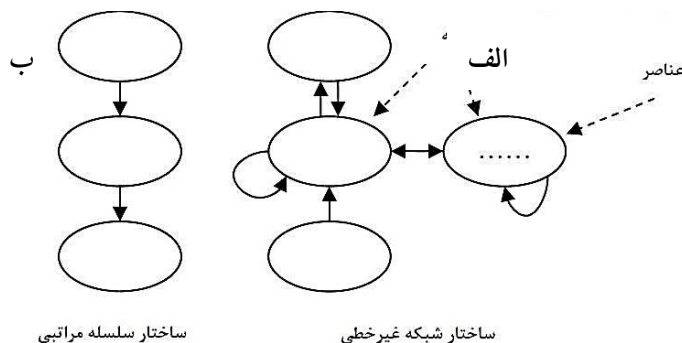 الف
ب
عناصر
......
ساختار شبکه غیرخطی
ساختار سلسله مراتبی